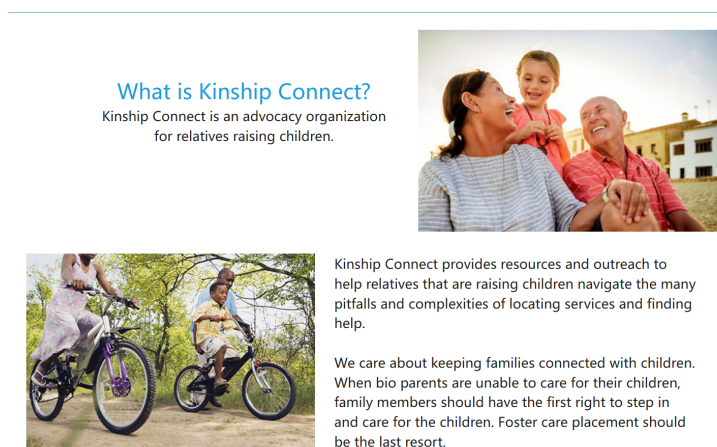 What is Kinship Connect?
Kinship Connect is an advocacy organization
for relatives raising children.
Kinship Connect provides resources and outreach to
help relatives that are raising children navigate the many
pitfalls and complexities of locating services and finding
help.
We care about keeping families connected with children.
When bio parents are unable to care for their children,
family members should have the first right to step in
and care for the children. Foster care placement should
be the last resort.